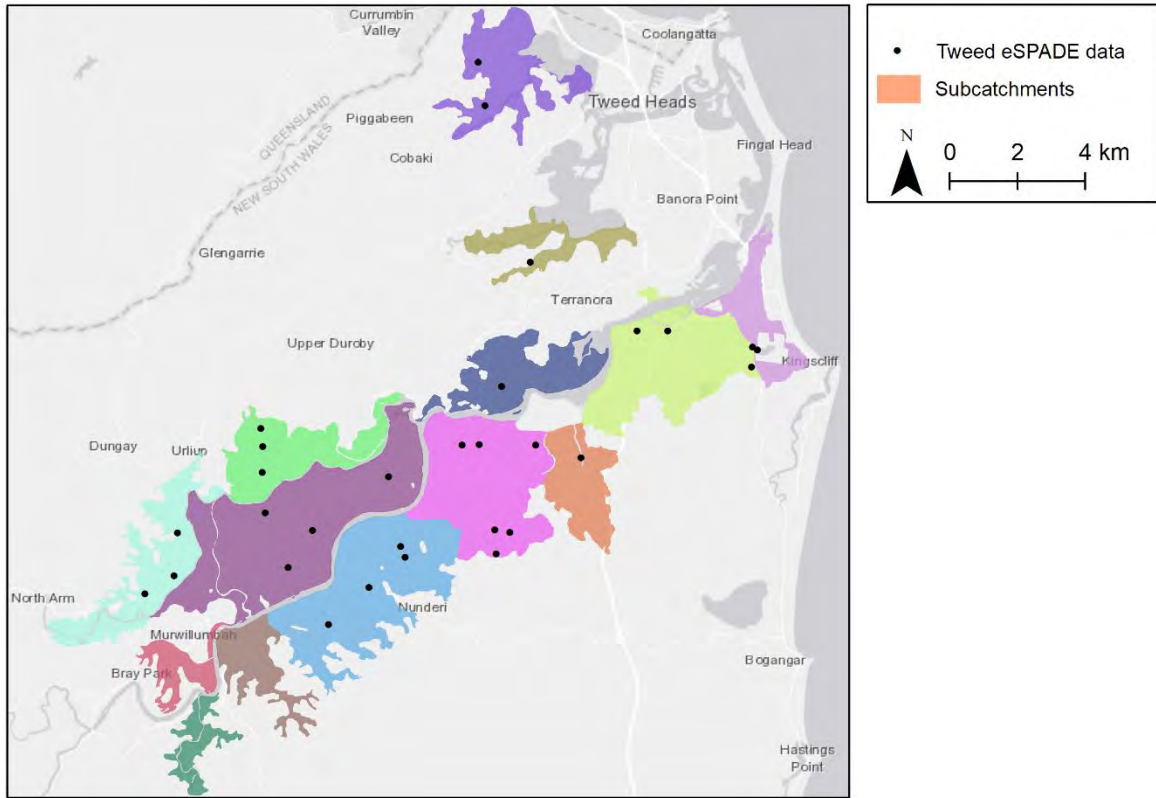 Currumbin
Valley
Coolangatta
Tweed Heads
Piggabeen
Cobaki
QUEENSLAND
NEW SOUTH WALES
Fingal Head
Banora Point
Glengarrie
Terranora
Upper Duroby
Kingscliff
Dungay
Urliup
North Arm
Nunderi
Murwillumbah
Bray Park
Bogangar
Hastings
Point
Tweed eSPADE data
Subcatchments
N
0 2 4 km